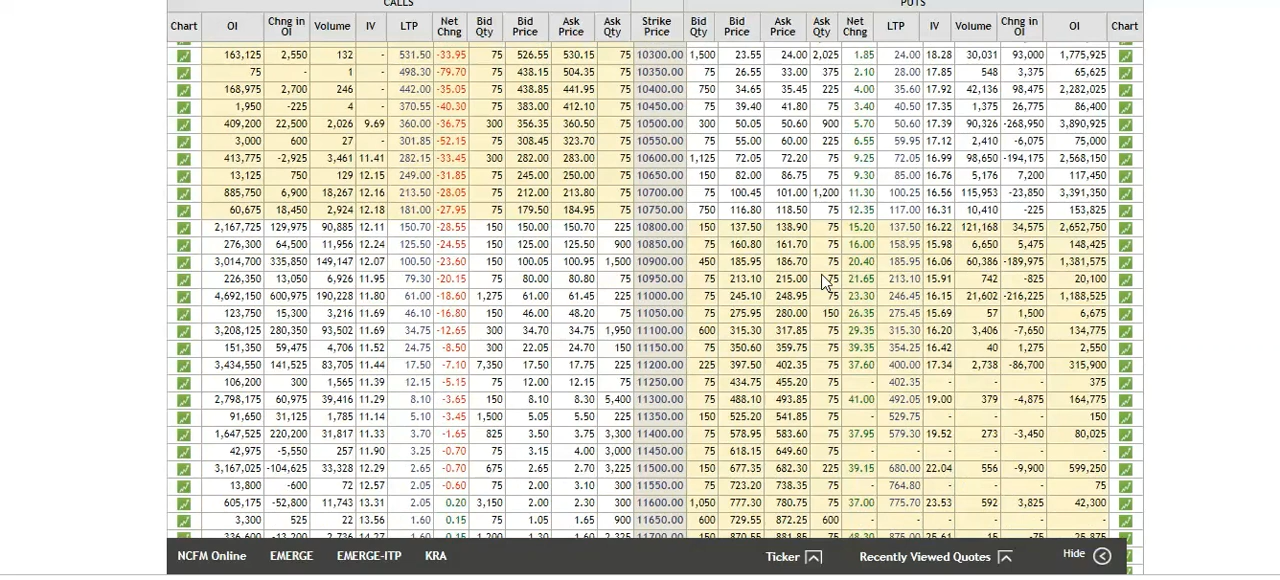 CALLS PUTS
Chart OI Chng in OI Volume IV LTP Net Chng Bid Qty Bid Price Ask Price Ask Qty Strike Price Bid Qty Bid Price Ask Price Ask Qty Net Chng LTP IV Volume Chng in OI OI Chart
163,125 2,550 132 - 531.50 -33.95 75 526.55 530.15 75 10300.00 1,500 23.55 24.00 2,025 1.85 24.00 18.28 30,031 93,000 1,775,925
75 - 1 - 498.30 -79.70 75 438.15 504.35 75 10350.00 75 26.55 33.00 375 2.10 28.00 17.85 548 3,375 65,625
168,975 2,700 246 - 442.00 -35.05 75 438.85 441.95 75 10400.00 750 34.65 35.45 225 4.00 35.60 17.92 42,136 98,475 2,282,025
1,950 -225 4 - 370.55 -40.30 75 383.00 412.10 75 10450.00 75 39.40 41.80 75 3.40 40.50 17.35 1,375 26,775 86,400
409,200 22,500 2,026 9.69 360.00 -36.75 300 356.35 360.50 75 10500.00 300 50.05 50.60 900 5.70 50.60 17.39 90,326 -268,950 3,890,925
3,000 600 27 - 301.85 -52.15 75 308.45 323.70 75 10550.00 75 55.00 60.00 225 6.55 59.95 17.12 2,410 -6,075 75,000
413,775 -2,925 3,461 11.41 282.15 -33.45 300 282.00 283.00 75 10600.00 1,125 72.05 72.20 75 9.25 72.05 16.99 98,650 -194,175 2,568,150
13,125 750 129 12.15 249.00 -31.85 75 245.00 250.00 75 10650.00 150 82.00 86.75 75 9.30 85.00 16.76 5,176 7,200 117,450
885,750 6,900 18,267 12.16 213.50 -28.05 75 212.00 213.80 75 10700.00 75 100.45 101.00 1,200 11.30 100.25 16.56 115,953 -23,850 3,391,350
60,675 18,450 2,924 12.18 181.00 -27.95 75 179.50 184.95 75 10750.00 750 116.80 118.50 75 12.35 117.00 16.31 10,410 -225 153,825
2,167,725 129,975 90,885 12.11 150.70 -28.55 150 150.00 150.70 225 10800.00 150 137.50 138.90 75 15.20 137.50 16.22 121,168 34,575 2,652,750
276,300 64,500 11,956 12.24 125.50 -24.55 150 125.00 125.50 900 10850.00 75 160.80 161.70 75 16.00 158.95 15.98 6,650 5,475 148,425
3,014,700 335,850 149,147 12.07 100.50 -23.60 150 100.05 100.95 1,500 10900.00 450 185.95 186.70 75 20.40 185.95 16.06 60,386 -189,975 1,381,575
226,350 13,050 6,926 11.95 79.30 -20.15 75 80.00 80.80 75 10950.00 75 213.10 215.00 75 21.65 213.10 15.91 742 -825 20,100
4,692,150 600,975 190,228 11.80 61.00 -18.60 1,275 61.00 61.45 225 11000.00 75 245.10 248.95 75 23.30 246.45 16.15 21,602 -216,225 1,188,525
123,750 15,300 3,216 11.69 46.10 -16.80 150 46.00 48.20 75 11050.00 75 275.95 280.00 150 26.35 275.45 15.69 57 1,500 6,675
3,208,125 280,350 93,502 11.69 34.75 -12.65 300 34.70 34.75 1,950 11100.00 600 315.30 317.85 75 29.35 315.30 16.20 3,406 -7,650 134,775
151,350 59,475 4,706 11.52 24.75 -8.50 300 22.05 24.70 150 11150.00 75 350.60 359.75 75 39.35 354.25 16.42 40 1,275 2,550
3,434,550 141,525 83,705 11.44 17.50 -7.10 7,350 17.50 17.75 225 11200.00 225 397.50 402.35 75 37.60 400.00 17.34 2,738 -86,700 315,900
106,200 300 1,565 11.39 12.15 -5.15 75 12.00 12.15 75 11250.00 75 434.75 455.20 75 - 402.35 - - - 375
2,798,175 60,975 39,416 11.29 8.10 -3.65 150 8.10 8.30 5,400 11300.00 75 488.10 493.85 75 41.00 492.05 19.00 379 -4,875 164,775
91,650 31,125 1,785 11.14 5.10 -3.45 1,500 5.05 5.50 225 11350.00 150 525.20 541.85 75 - 529.75 - - - 150
1,647,525 220,200 31,817 11.33 3.70 -1.65 825 3.50 3.75 3,300 11400.00 75 578.95 583.60 75 37.95 579.30 19.52 273 -3,450 80,025
42,975 -5,550 257 11.90 3.25 -0.70 75 3.15 4.00 3,000 11450.00 75 618.15 649.60 75 - - - - - -
3,167,025 -104,625 33,328 12.29 2.65 -0.70 675 2.65 2.70 3,225 11500.00 150 677.35 682.30 225 39.15 680.00 22.04 556 -9,900 599,250
13,800 -600 72 12.57 2.05 -0.60 75 2.00 3.10 300 11550.00 75 723.20 738.35 75 - 764.80 - - - 75
605,175 -52,800 11,743 13.31 2.05 0.20 3,150 2.00 2.30 300 11600.00 1,050 777.30 780.75 75 37.00 775.70 23.53 592 3,825 42,300
3,300 525 22 13.56 1.60 0.15 75 1.05 1.65 900 11650.00 600 729.55 872.25 600 - - - - - -
NCFM Online EMERGE EMERGE-ITP KRA Ticker Recently Viewed Quotes Hide